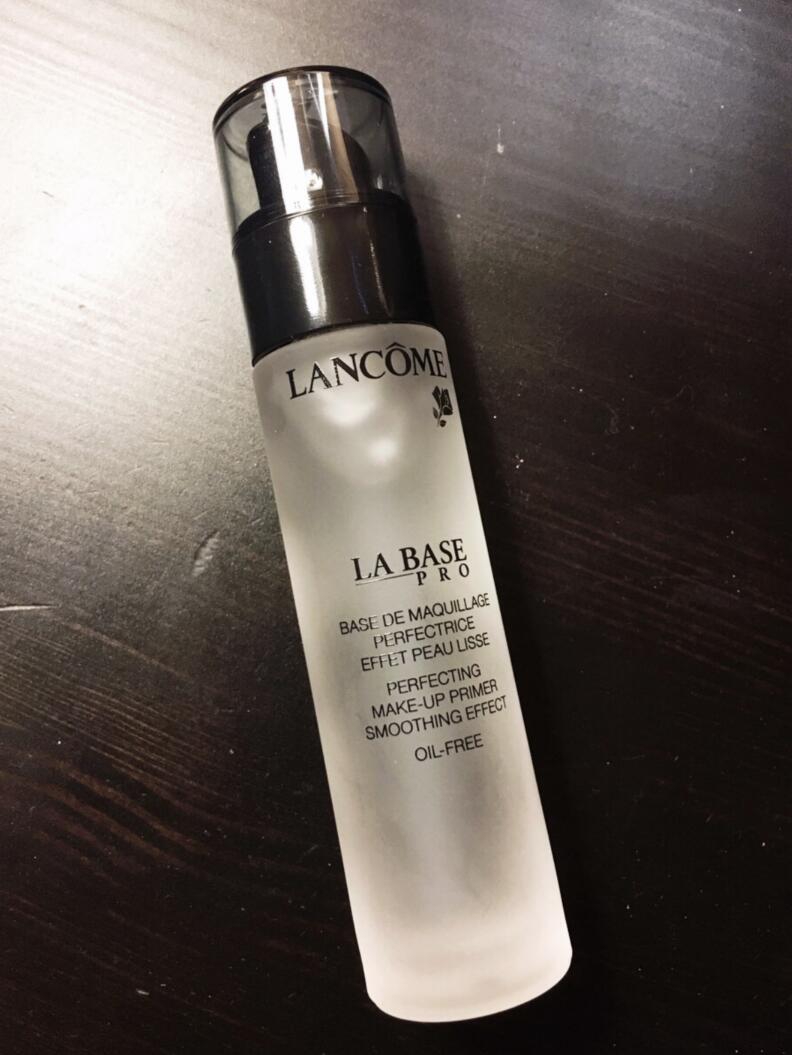 LANCÔME
LA BASE
PRO
BASE DE MAQUILLAGE
PERFECTRICE
EFFET PEAU LISSE
PERFECTING
MAKE-UP PRIMER
SMOOTHING EFFECT
OIL-FREE